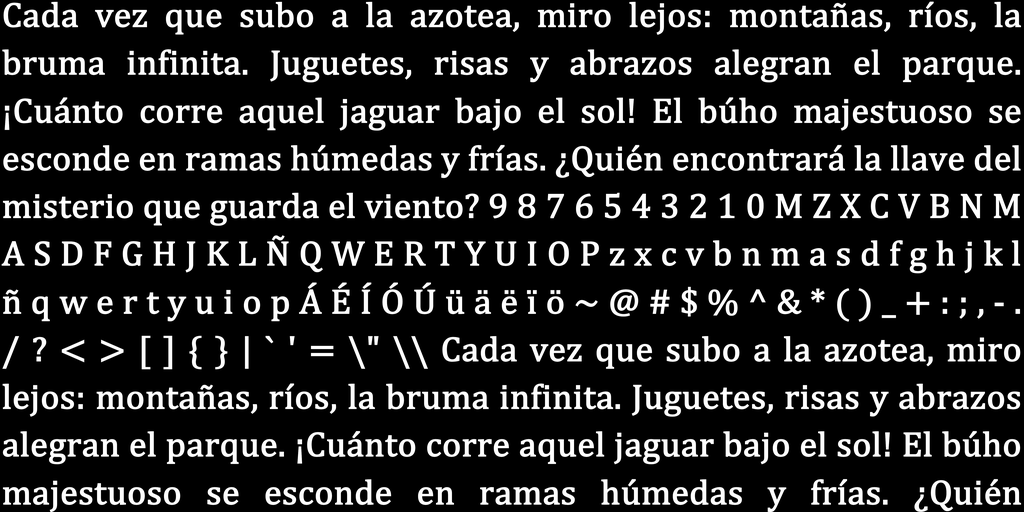 Cada vez que subo a la azotea, miro lejos: montañas, ríos, la
bruma infinita. Juguetes, risas y abrazos alegran el parque.
¡Cuánto corre aquel jaguar bajo el sol! El búho majestuoso se
esconde en ramas húmedas y frías. ¿Quién encontrará la llave del
misterio que guarda el viento? 9 8 7 6 5 4 3 2 1 0 M Z X C V B N M
A S D F G H J K L Ñ Q W E R T Y U I O P z x c v b n m a s d f g h j k l
ñ q w e r t y u i o p Á É Í Ó Ú ü ä ë ï ö ~ @ # $ % ^ & * ( ) _ + : ; , - .
/ ? < > [ ] { } | ` ' = \" \\ Cada vez que subo a la azotea, miro
lejos: montañas, ríos, la bruma infinita. Juguetes, risas y abrazos
alegran el parque. ¡Cuánto corre aquel jaguar bajo el sol! El búho
majestuoso se esconde en ramas húmedas y frías. ¿Quién